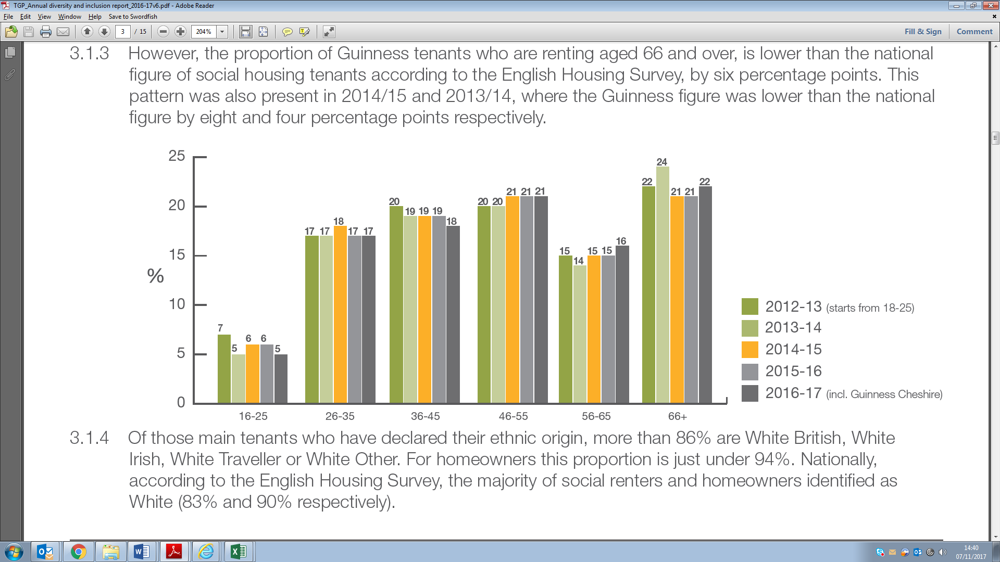 TGP_Annual diversity and inclusion report_2016-17v6.pdf - Adobe Reader
File Edit View Window Help Save to Swordfish
3 / 15 204% Fill & Sign Comment
3.1.3 However, the proportion of Guinness tenants who are renting aged 66 and over, is lower than the national
figure of social housing tenants according to the English Housing Survey, by six percentage points. This
pattern was also present in 2014/15 and 2013/14, where the Guinness figure was lower than the national
figure by eight and four percentage points respectively.
25
20
15
%
10
5
0
7 5 6 6 5
17 17 18 17 17
20 19 19 19 18
20 20 21 21 21
15 14 15 15 16
22 24 21 21 22
16-25 26-35 36-45 46-55 56-65 66+
2012-13 (starts from 18-25)
2013-14
2014-15
2015-16
2016-17 (incl. Guinness Cheshire)
3.1.4 Of those main tenants who have declared their ethnic origin, more than 86% are White British, White
Irish, White Traveller or White Other. For homeowners this proportion is just under 94%. Nationally,
according to the English Housing Survey, the majority of social renters and homeowners identified as
White (83% and 90% respectively).
14:40
07/11/2017